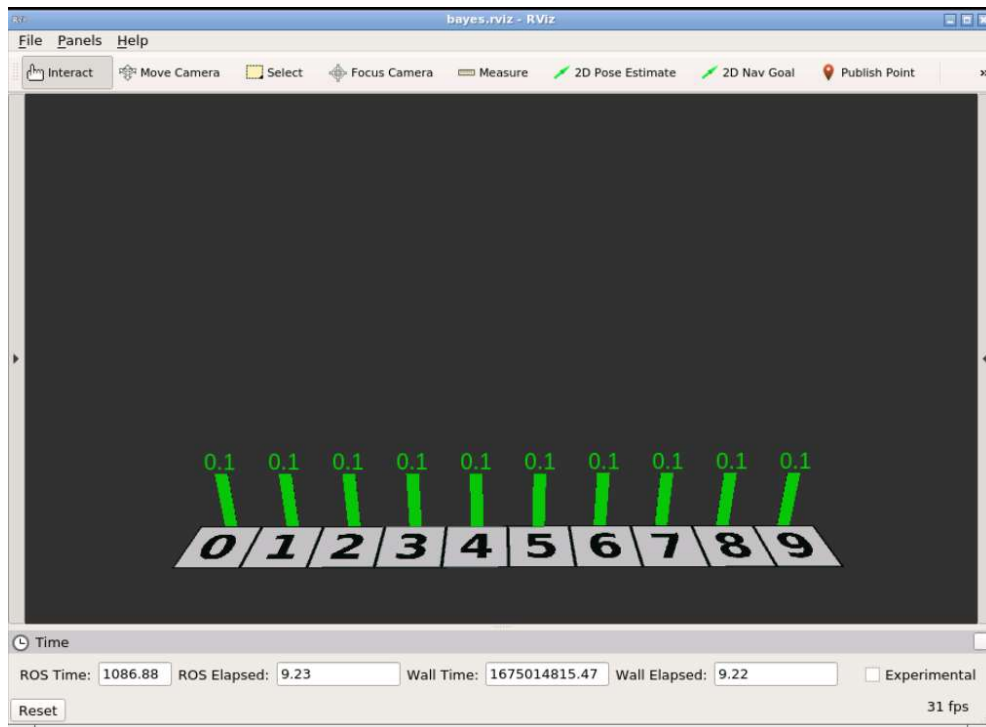 bayes.rviz - RViz
File Panels Help
Interact Move Camera Select Focus Camera Measure 2D Pose Estimate 2D Nav Goal Publish Point »
0.1 0.1 0.1 0.1 0.1 0.1 0.1 0.1 0.1 0.1
0 1 2 3 4 5 6 7 8 9
Time
ROS Time: 1086.88 ROS Elapsed: 9.23 Wall Time: 1675014815.47 Wall Elapsed: 9.22 Experimental
Reset 31 fps